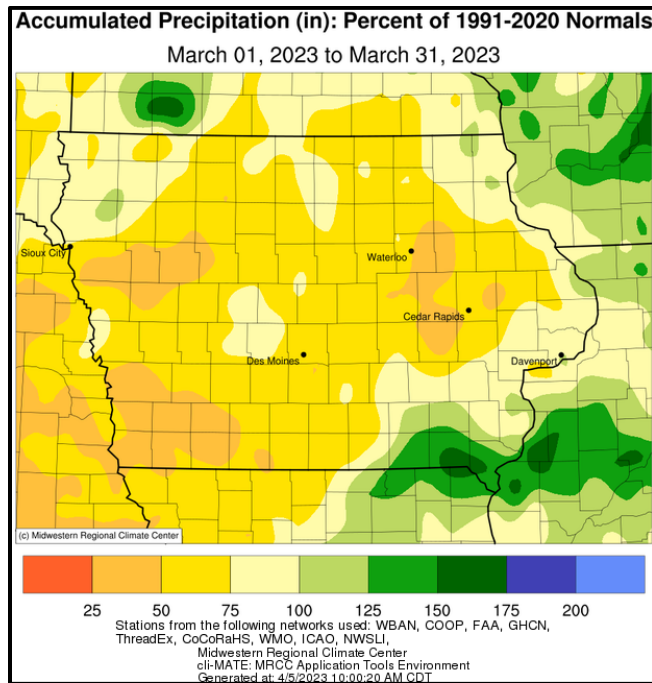 Accumulated Precipitation (in): Percent of 1991-2020 Normals
March 01, 2023 to March 31, 2023
Sioux City
Waterloo
Cedar Rapids
Des Moines
Davenport
(c) Midwestern Regional Climate Center
25 50 75 100 125 150 175 200
Stations from the following networks used: WBAN, COOP, FAA, GHCN,
ThreadEx, CoCoRaHS, WMO, ICAO, NWSLI,
Midwestern Regional Climate Center
cli-MATE: MRCC Application Tools Environment
Generated at: 4/5/2023 10:00:20 AM CDT